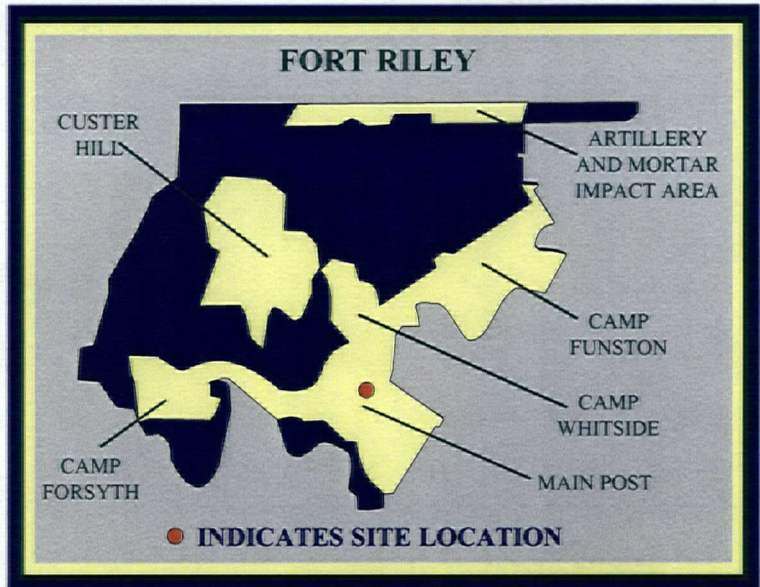 FORT RILEY
CUSTER
HILL
ARTILLERY
AND MORTAR
IMPACT AREA
CAMP
FUNSTON
CAMP
WHITSIDE
CAMP
FORSYTH
MAIN POST
INDICATES SITE LOCATION